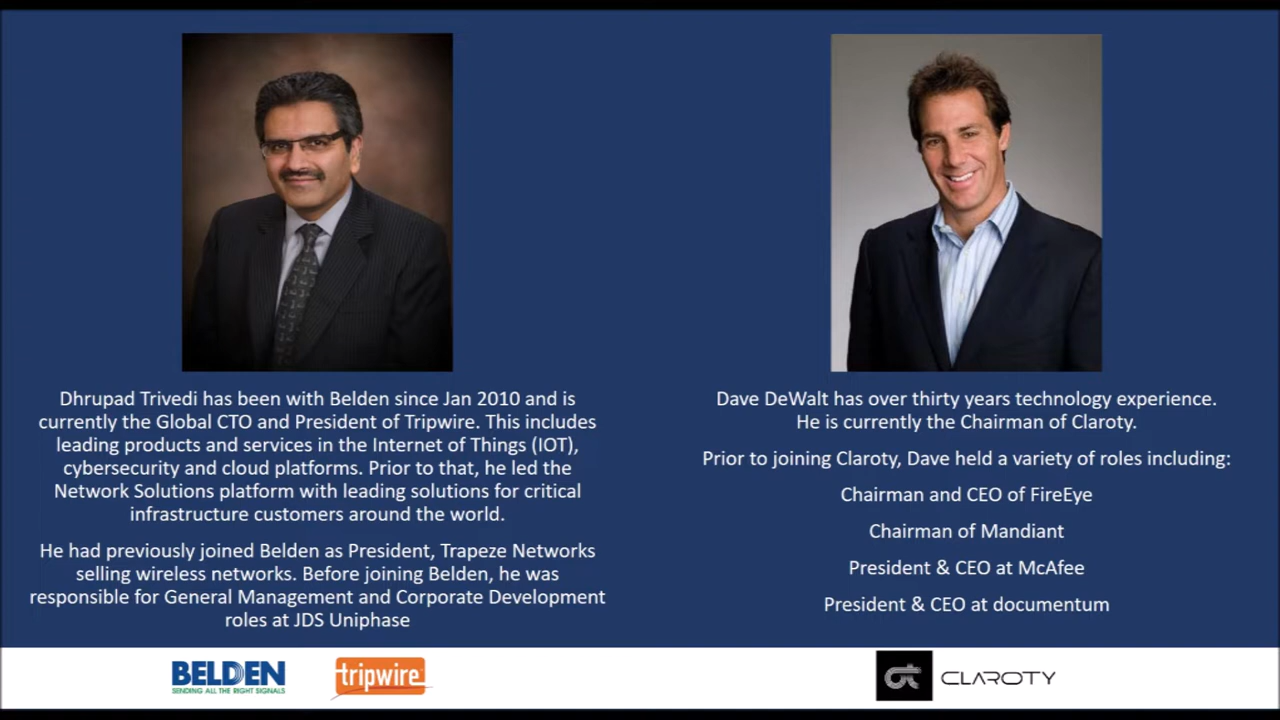 Dhrupad Trivedi has been with Belden since Jan 2010 and is
currently the Global CTO and President of Tripwire. This includes
leading products and services in the Internet of Things (IOT),
cybersecurity and cloud platforms. Prior to that, he led the
Network Solutions platform with leading solutions for critical
infrastructure customers around the world.
He had previously joined Belden as President, Trapeze Networks
selling wireless networks. Before joining Belden, he was
responsible for General Management and Corporate Development
roles at JDS Uniphase
Dave DeWalt has over thirty years technology experience.
He is currently the Chairman of Claroty.
Prior to joining Claroty, Dave held a variety of roles including:
Chairman and CEO of FireEye
Chairman of Mandiant
President & CEO at McAfee
President & CEO at documentum
BELDEN
SENDING ALL THE RIGHT SIGNALS
tripwire
CLAROTY